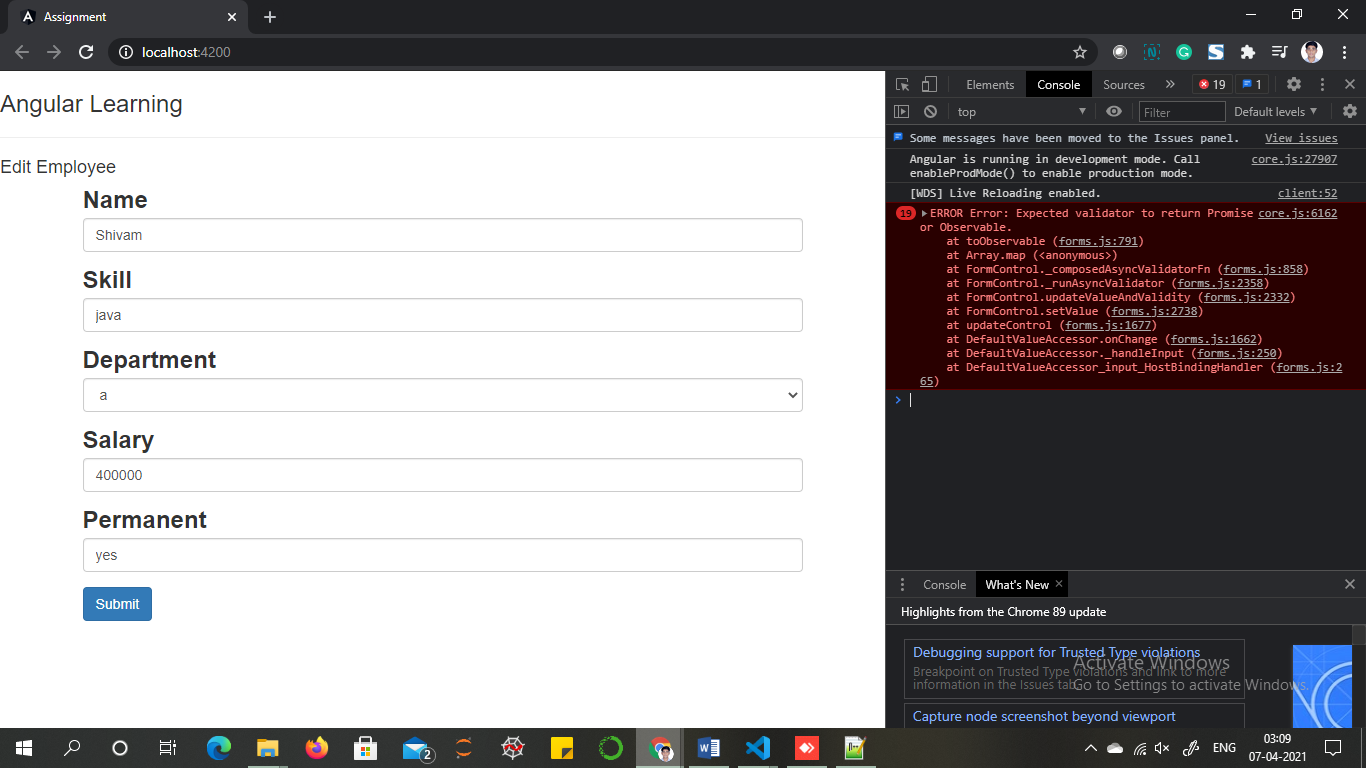 Assignment
localhost:4200
Angular Learning
Edit Employee
Name
Shivam
Skill
java
Department
a
Salary
400000
Permanent
yes
Submit
Elements Console Sources » 19 1
top Filter Default levels
Some messages have been moved to the Issues panel. View issues
Angular is running in development mode. Call core.js:27907
enableProdMode() to enable production mode.
[WDS] Live Reloading enabled. client:52
19 ERROR Error: Expected validator to return Promise core.js:6162
or Observable.
at toObservable (forms.js:791)
at Array.map (<anonymous>)
at FormControl._composedAsyncValidatorFn (forms.js:858)
at FormControl._runAsyncValidator (forms.js:2358)
at FormControl.updateValueAndValidity (forms.js:2332)
at FormControl.setValue (forms.js:2738)
at updateControl (forms.js:1677)
at DefaultValueAccessor.onChange (forms.js:1662)
at DefaultValueAccessor._handleInput (forms.js:250)
at DefaultValueAccessor_input_HostBindingHandler (forms.js:2
65)
>
Console What's New
Highlights from the Chrome 89 update
Debugging support for Trusted Type violations
Breakpoint on Trusted Type violations and link to more
information in the Issues tab.
Capture node screenshot beyond viewport
Activate Windows
Go to Settings to activate Windows.
2
ENG
03:09
07-04-2021